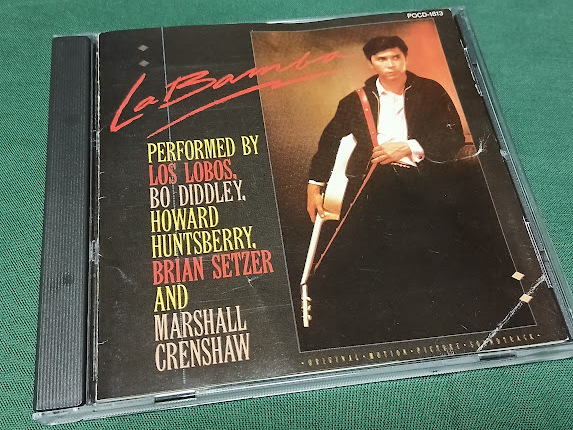 POCD-1613
La Bamba
PERFORMED BY
LOS LOBOS,
BO DIDDLEY,
HOWARD
HUNTSBERRY,
BRIAN SETZER
AND
MARSHALL
CRENSHAW
•ORIGINAL•MOTION•PICTURE•SOUNDTRACK•